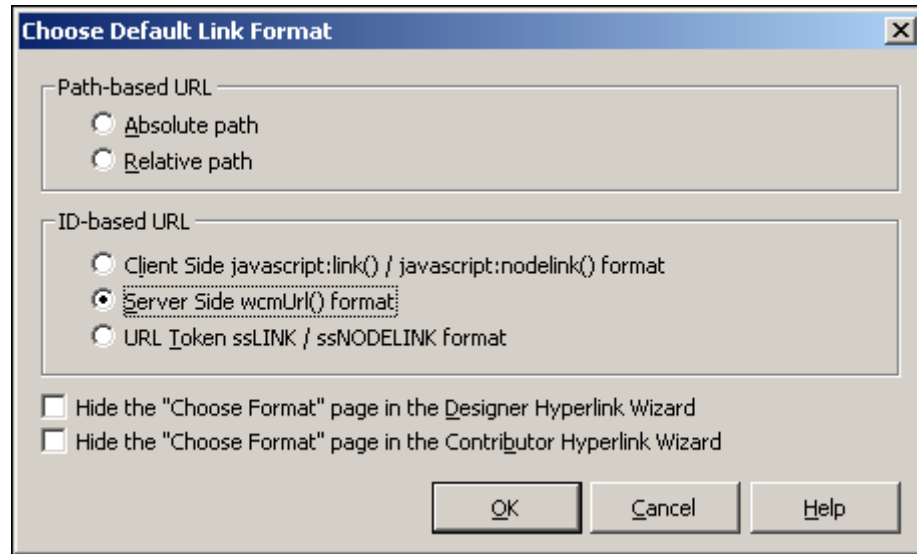 Choose Default Link Format
Path-based URL
Absolute path
Relative path
ID-based URL
Client Side javascript:link() / javascript:nodelink() format
Server Side wcmUrl() format
URL Token ssLINK / ssNODELINK format
Hide the "Choose Format" page in the Designer Hyperlink Wizard
Hide the "Choose Format" page in the Contributor Hyperlink Wizard
OK Cancel Help